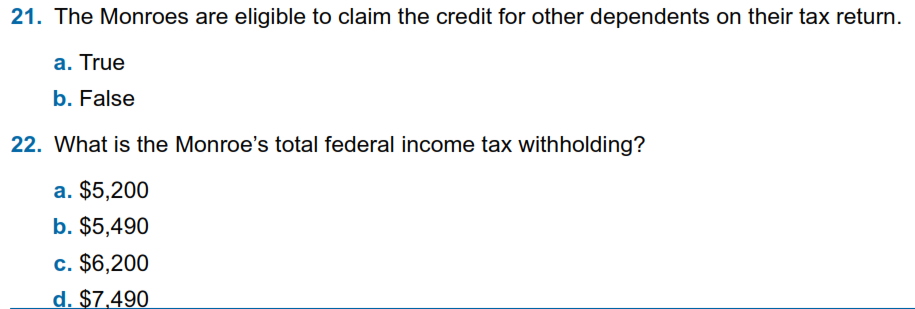 21. The Monroes are eligible to claim the credit for other dependents on their tax return.
a. True
b. False
22. What is the Monroe’s total federal income tax withholding?
a. $5,200
b. $5,490
c. $6,200
d. $7,490